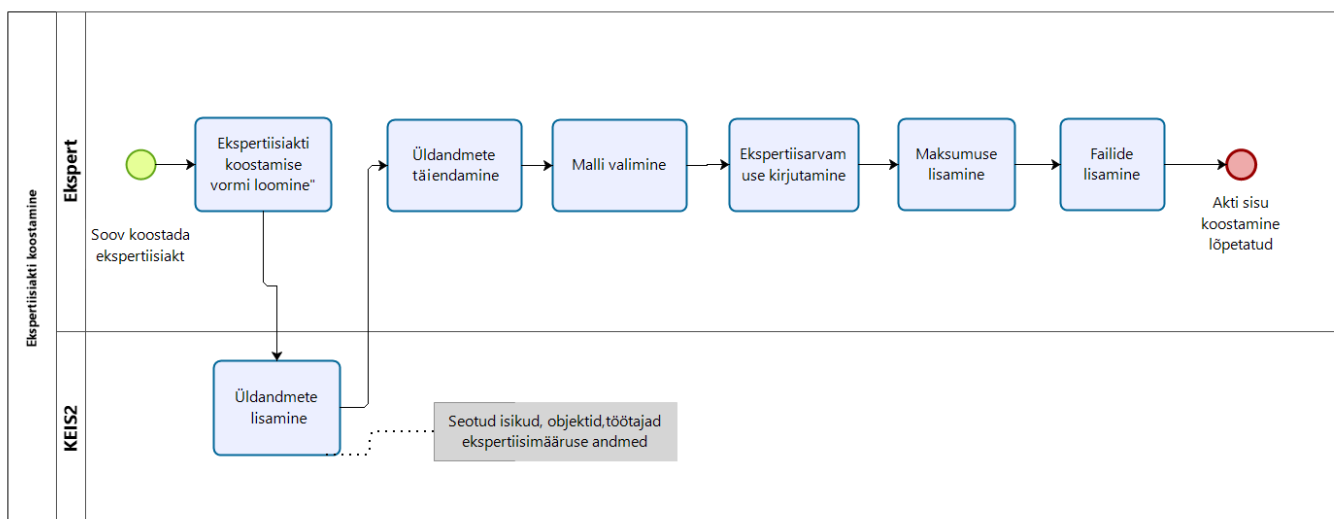 Ekspertiisiakti koostamine
Ekspert
Soov koostada
ekspertiisiakt
Ekspertiisiakti
koostamise
vormi loomine"
Üldandmete
täiendamine
Malli valimine
Ekspertiisarvam
use kirjutamine
Maksumuse
lisamine
Failide
lisamine
Akti sisu
koostamine
lõpetatud
KEIS2
Üldandmete
lisamine
Seotud isikud, objektid,töötajad
ekspertiisimääruse andmed